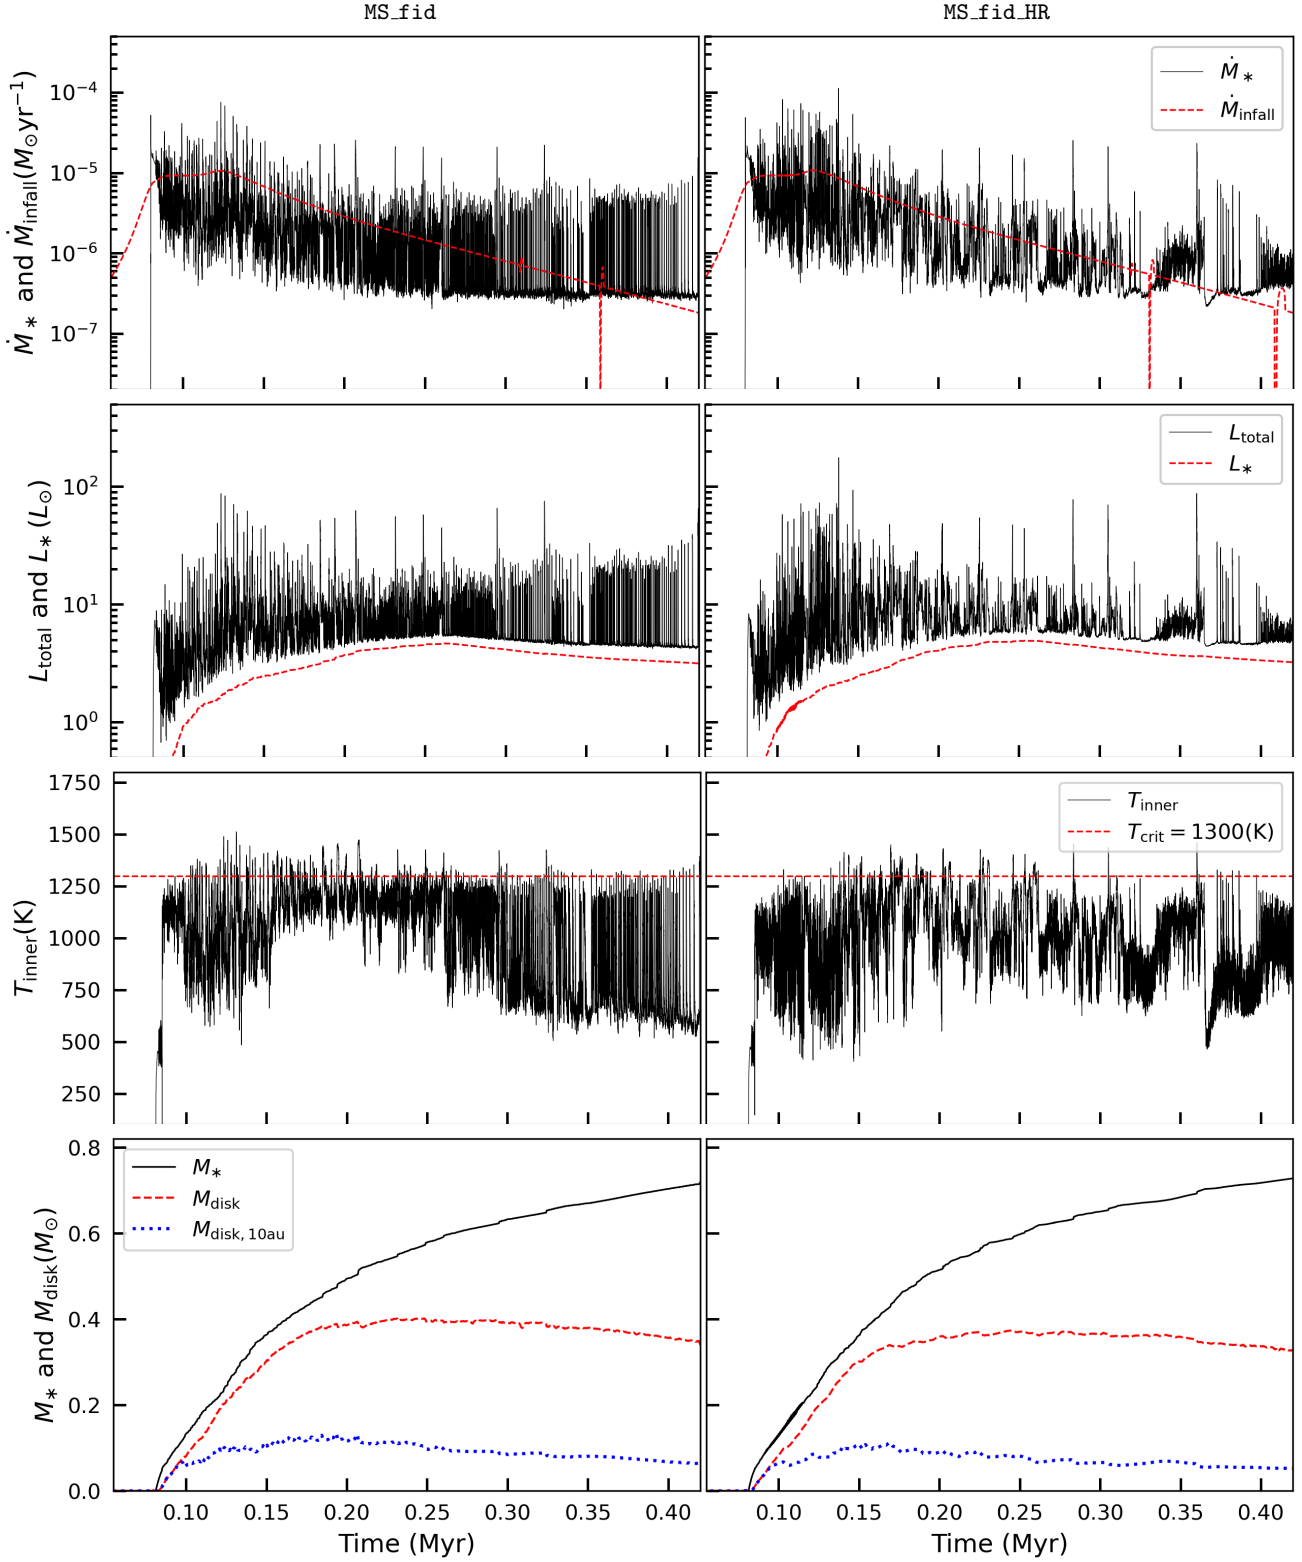 MS_fid MS_fid_HR
Ṁ∗ and Ṁinfall(M⊙yr−1)
10−4
10−5
10−6
10−7
Ṁ∗
Ṁinfall
Ltotal and L∗ (L⊙)
102
101
100
Ltotal
L∗
Tinner(K)
1750
1500
1250
1000
750
500
250
Tinner
Tcrit = 1300(K)
M∗ and Mdisk(M⊙)
0.8
0.6
0.4
0.2
0.0
M∗
Mdisk
Mdisk, 10au
0.10 0.15 0.20 0.25 0.30 0.35 0.40
0.10 0.15 0.20 0.25 0.30 0.35 0.40
Time (Myr) Time (Myr)